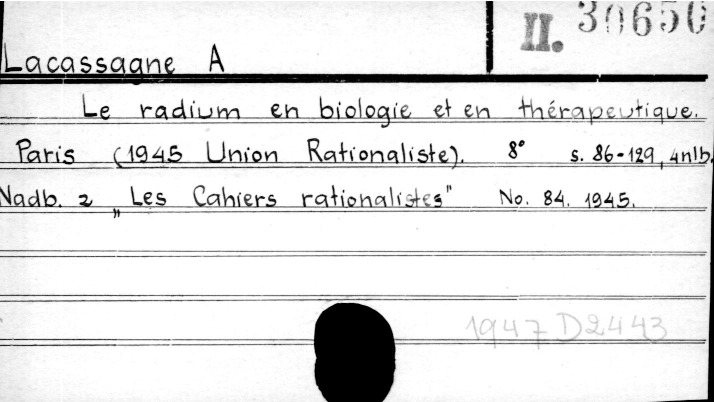 II. 30650
Lacassagne A
Le radium en biologie et en thérapeutique.
Paris (1945 Union Rationaliste). 8° s. 86-129, 4nlb.
Nadb. z „Les Cahiers rationalistes" No. 84. 1945.
1947 D2443